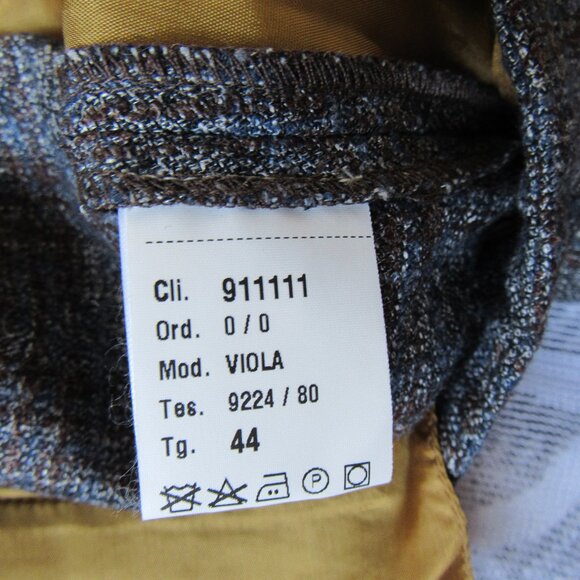 Cli. 911111
Ord. 0 / 0
Mod. VIOLA
Tes. 9224 / 80
Tg. 44
P